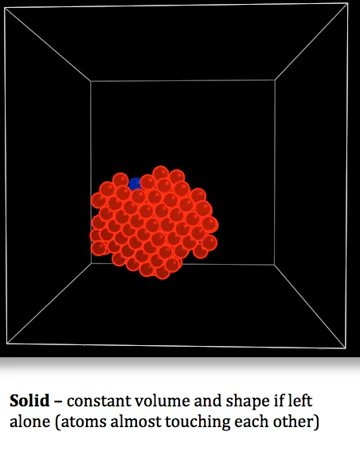 Solid – constant volume and shape if left
alone (atoms almost touching each other)